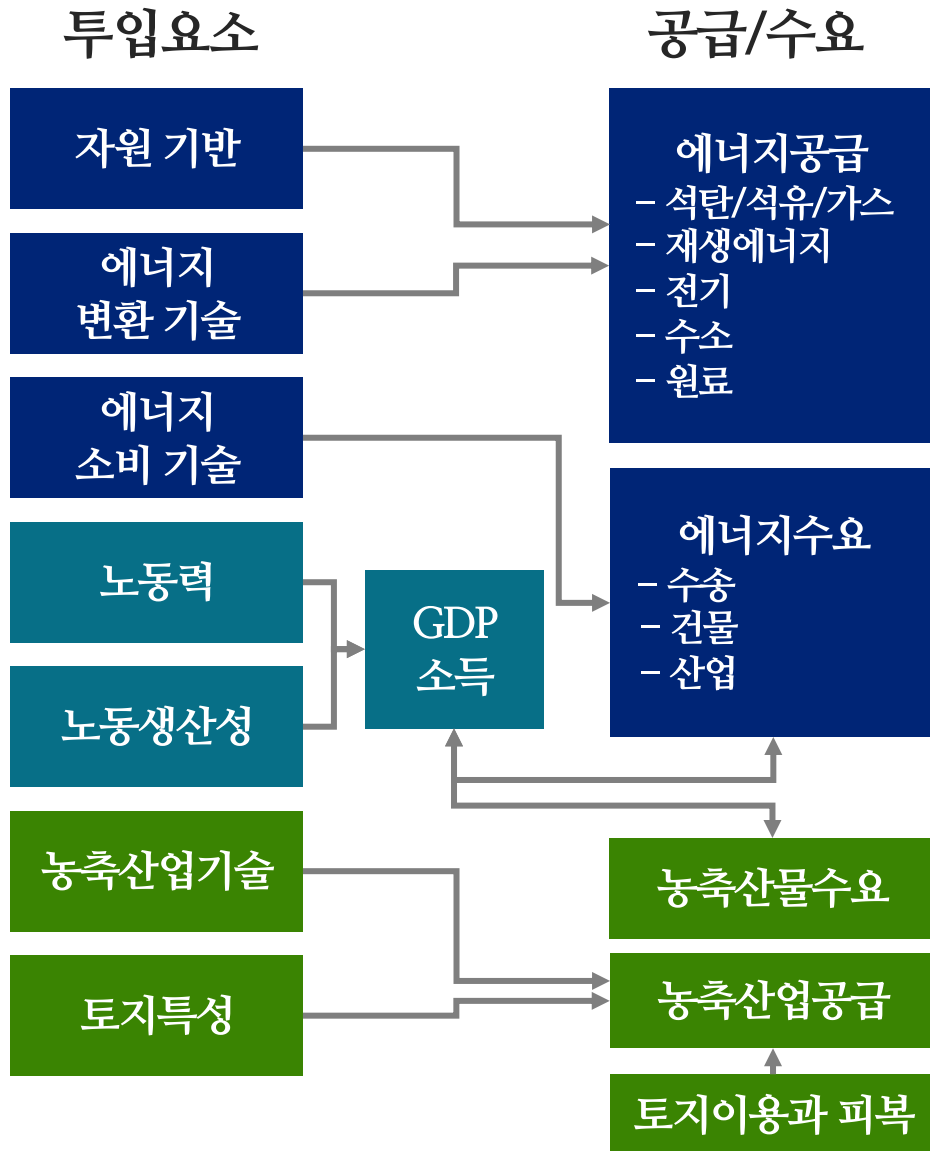 투입요소
자원 기반
에너지
변환 기술
에너지
소비 기술
노동력
노동생산성
농축산업기술
토지특성
GDP
소득
공급/수요
에너지공급
– 석탄/석유/가스
– 재생에너지
– 전기
– 수소
– 원료
에너지수요
– 수송
– 건물
– 산업
농축산물수요
농축산업공급
토지이용과 피복